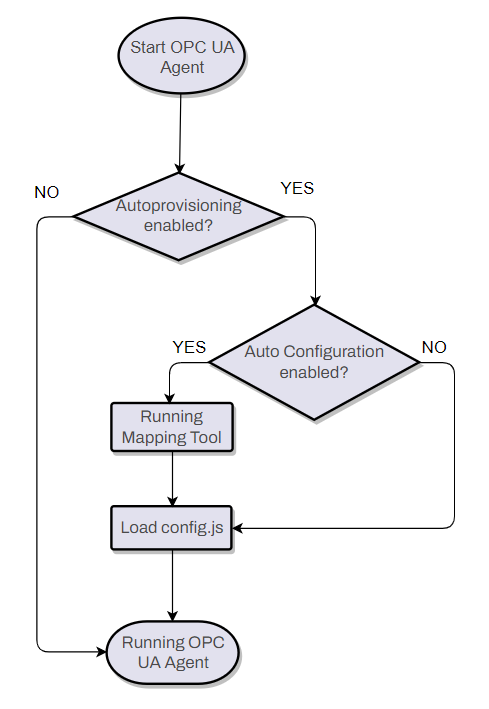 Start OPC UA
Agent
NO
YES
Autoprovisioning
enabled?
YES
Auto Configuration
enabled?
NO
Running
Mapping Tool
Load config.js
Running OPC
UA Agent